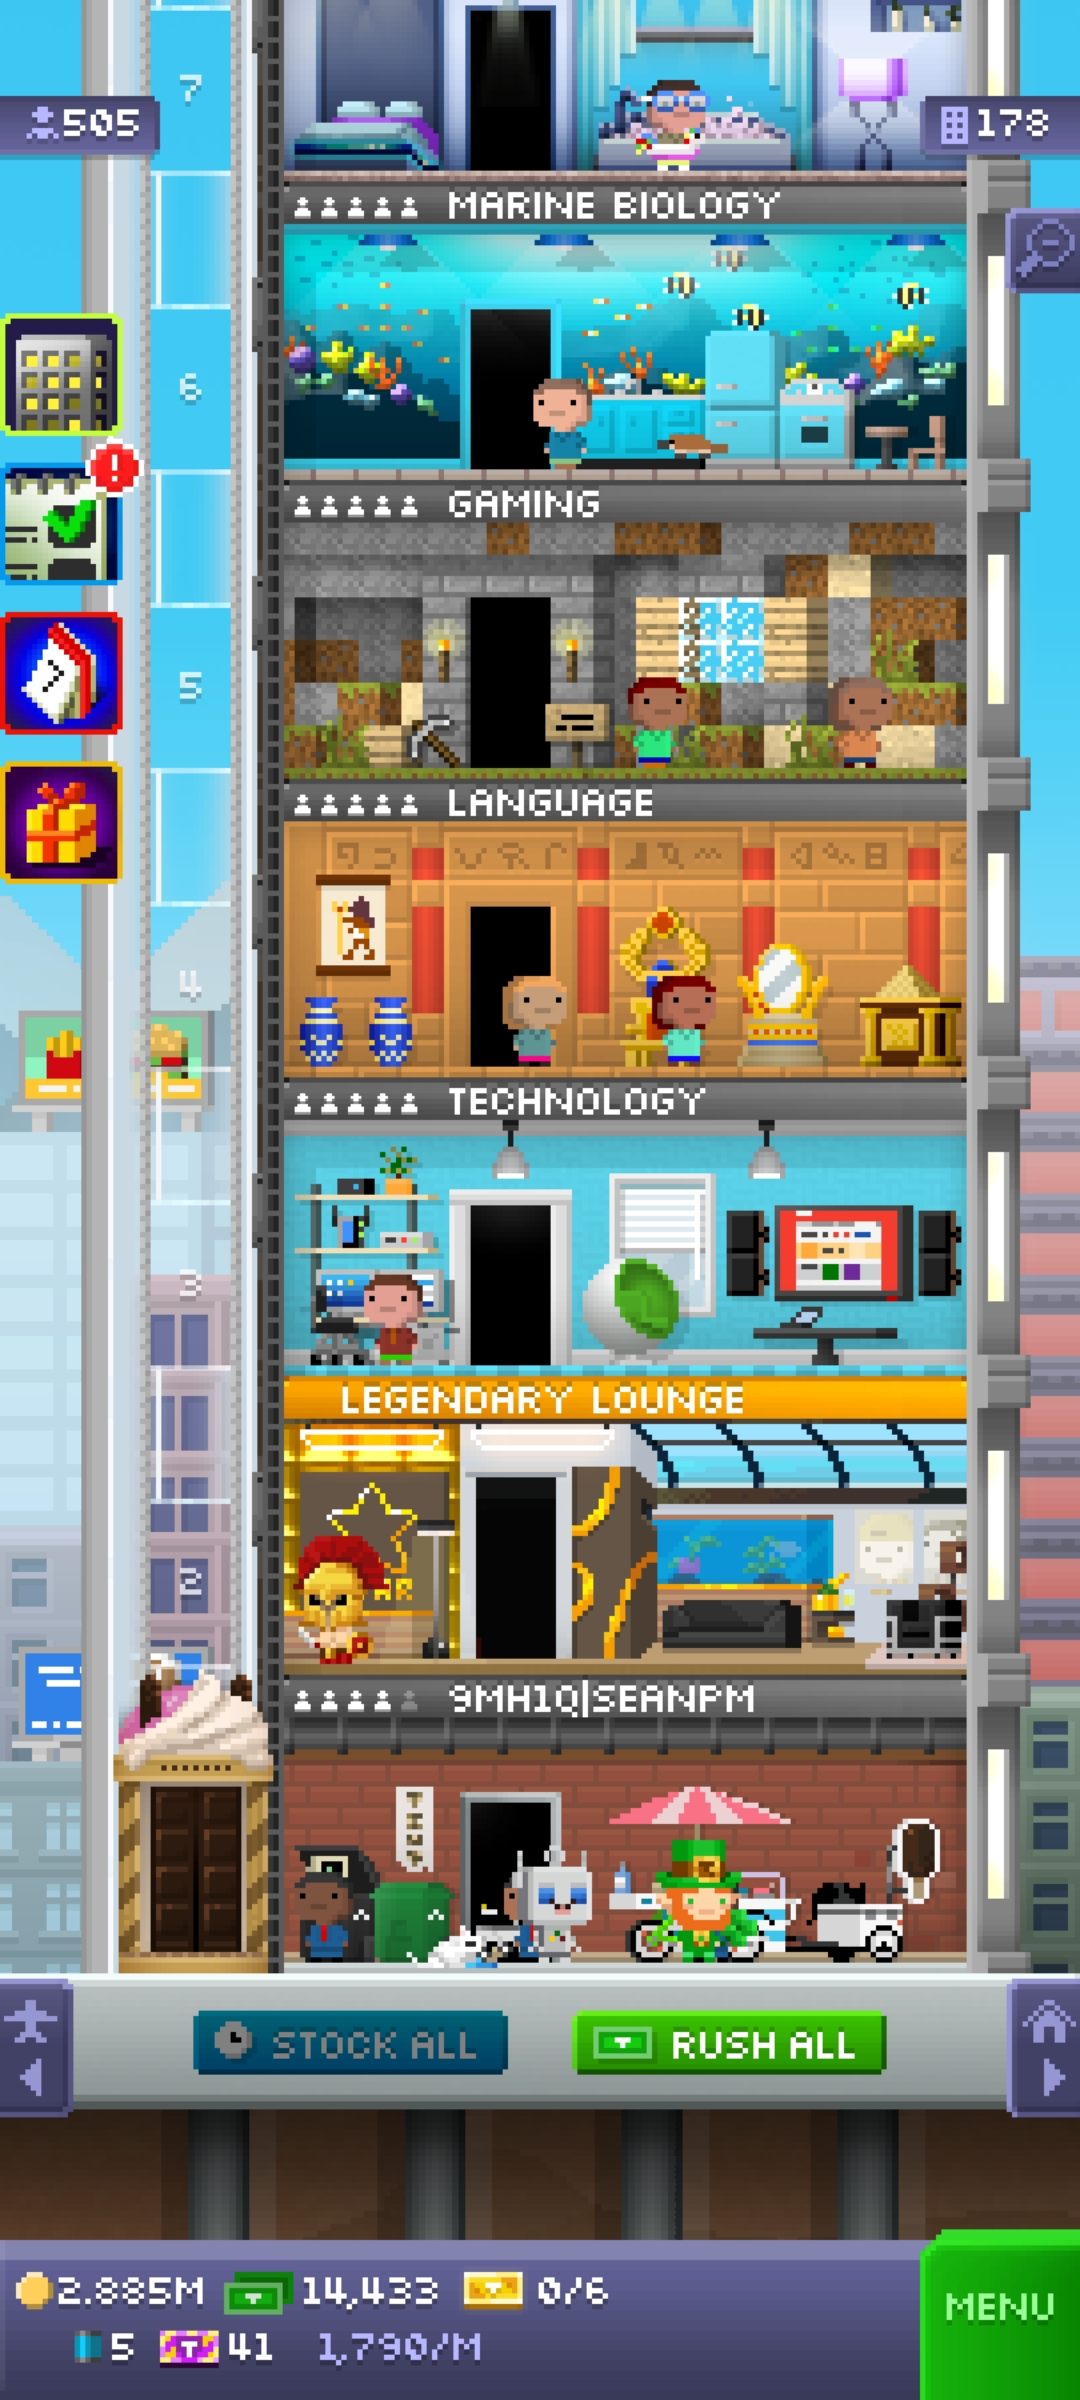 7
505
178
MARINE BIOLOGY
6
GAMING
5
LANGUAGE
4
TECHNOLOGY
3
LEGENDARY LOUNGE
2
9MH1Q|SEANPM
STOCK ALL
RUSH ALL
2.885M 14,433 0/6
5 41 1,790/M
MENU